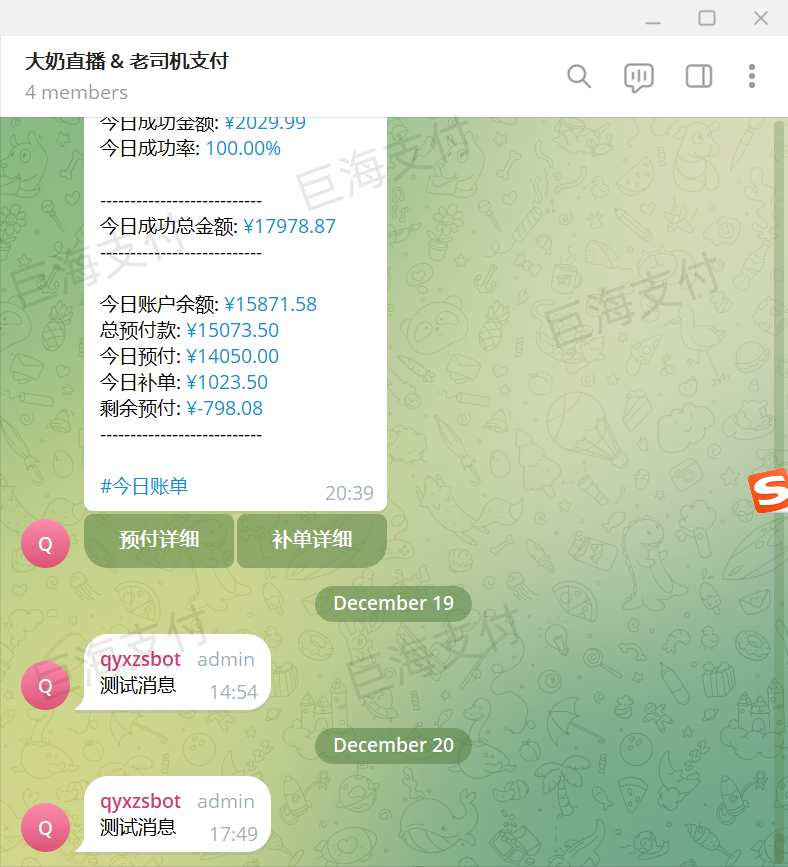 大奶直播 & 老司机支付
4 members
今日成功金额: ¥2029.99
今日成功率: 100.00%
---------------------------
今日成功总金额: ¥17978.87
---------------------------
今日账户余额: ¥15871.58
总预付款: ¥15073.50
今日预付: ¥14050.00
今日补单: ¥1023.50
剩余预付: ¥-798.08
---------------------------
#今日账单
20:39
预付详细 补单详细
Q
December 19
qyxzsbot admin
测试消息 14:54
Q
December 20
qyxzsbot admin
测试消息 17:49
Q
巨海支付
巨海支付
巨海支付
巨海支付
巨海支付
S